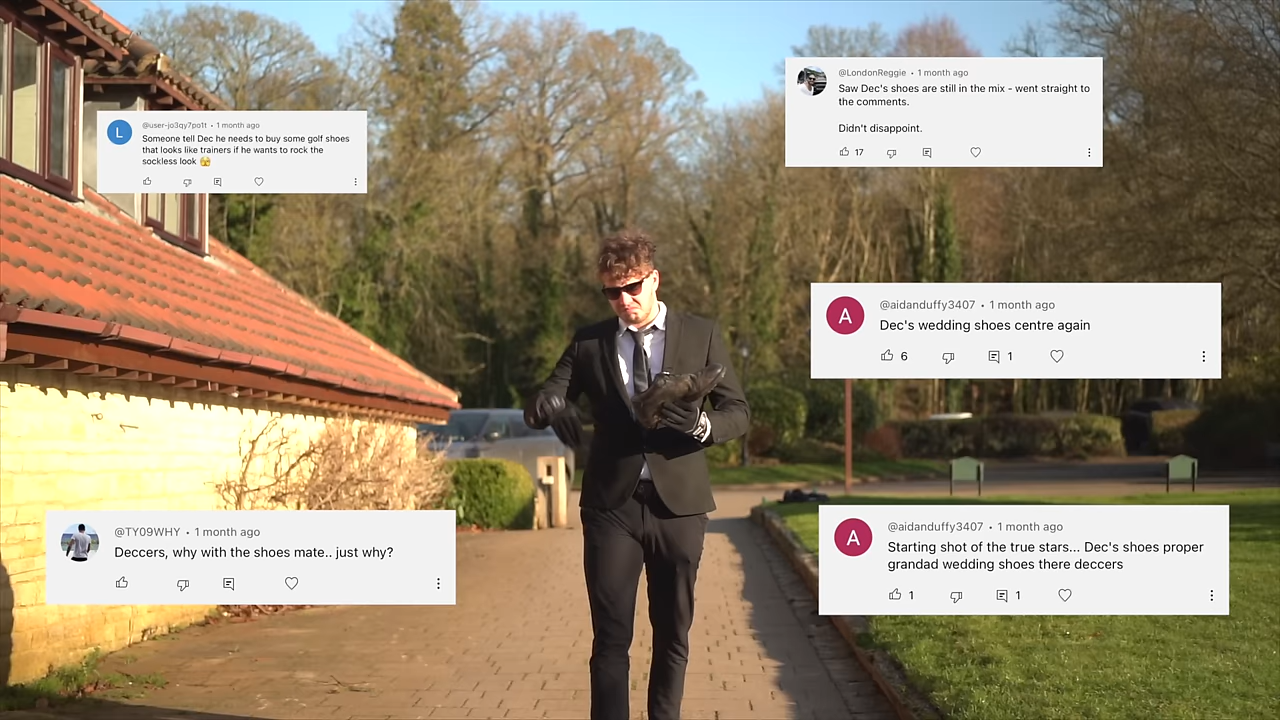 @user-jo3qy7po1t • 1 month ago
Someone tell Dec he needs to buy some golf shoes
that looks like trainers if he wants to rock the
sockless look 🫣
@LondonReggie • 1 month ago
Saw Dec's shoes are still in the mix - went straight to
the comments.
Didn't disappoint.
17
@aidanduffy3407 • 1 month ago
A
Dec's wedding shoes centre again
6 1
@TY09WHY • 1 month ago
Deccers, why with the shoes mate.. just why?
@aidanduffy3407 • 1 month ago
A
Starting shot of the true stars... Dec's shoes proper
grandad wedding shoes there deccers
1 1
L